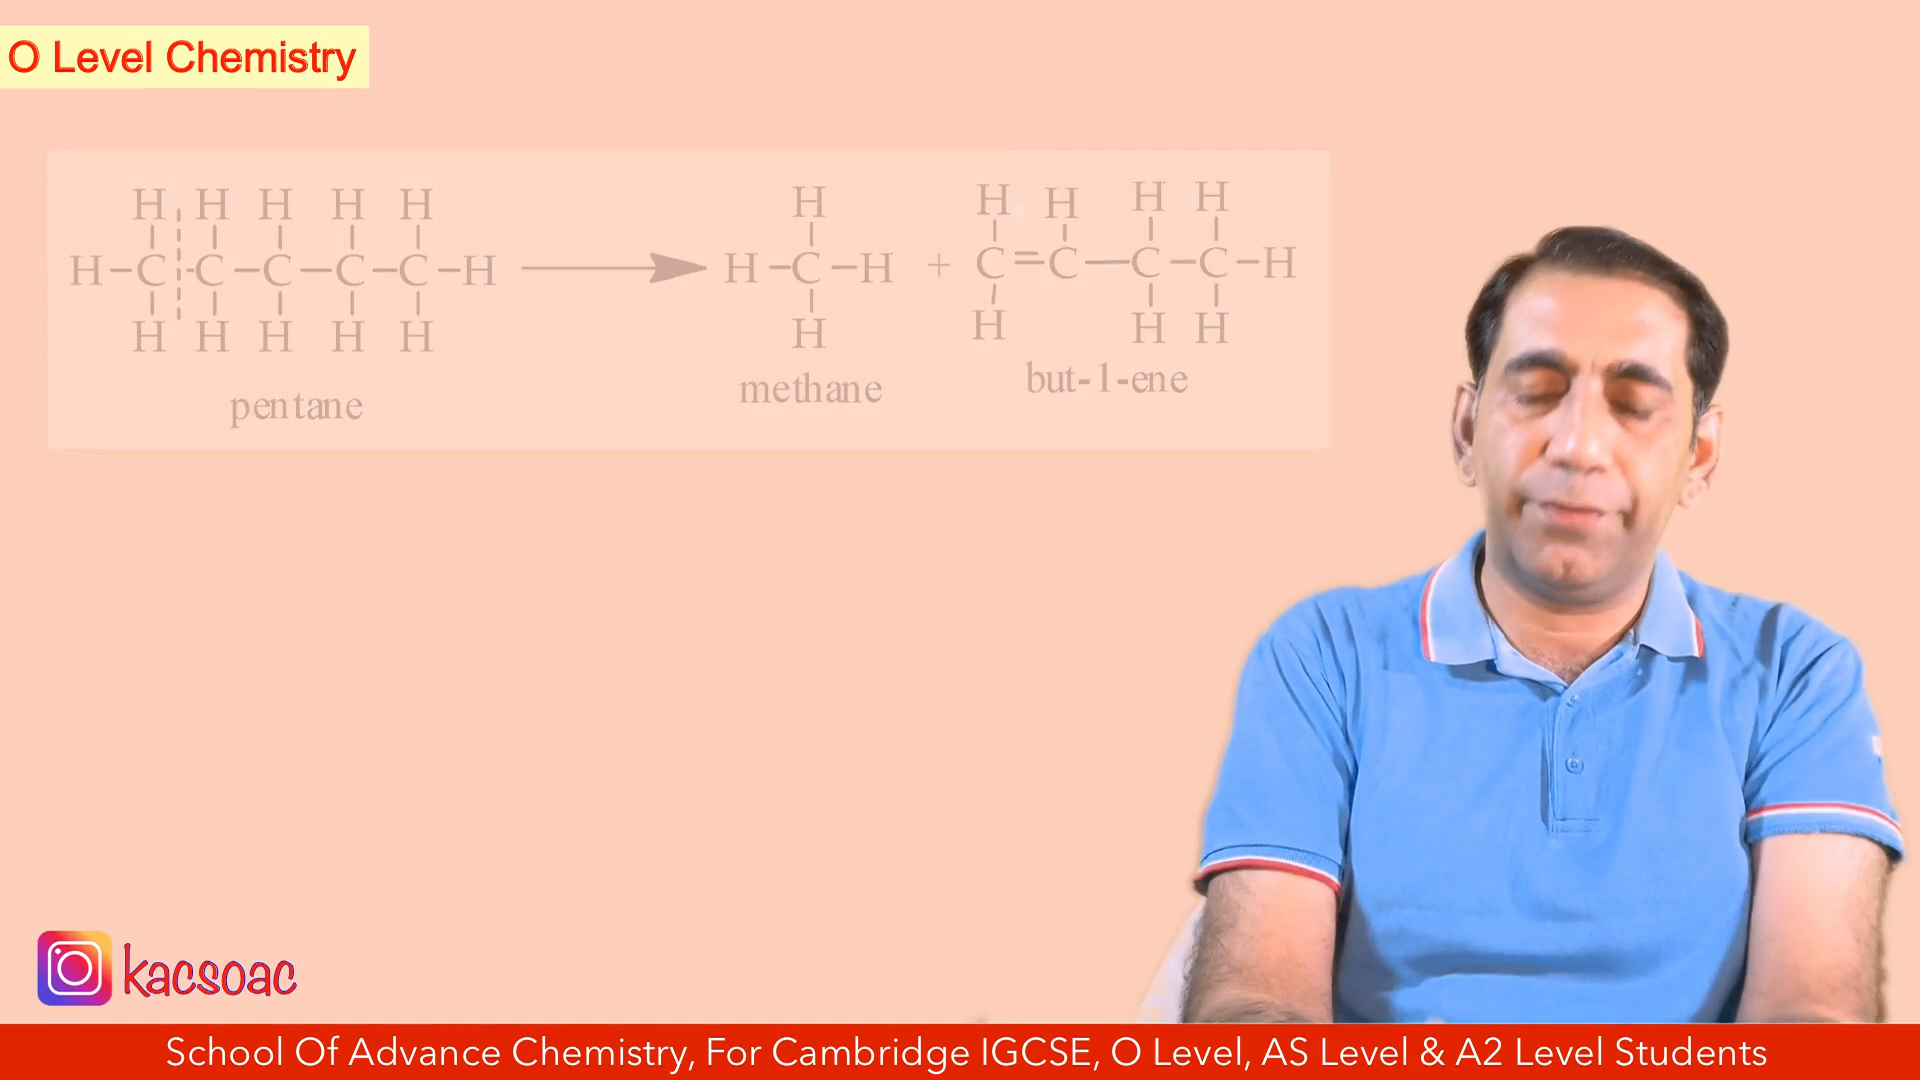 O Level Chemistry
H H H H H
H–C–C–C–C–C–H
H H H H H
pentane
H
H–C–H
H
methane
+
H H H H
C=C–C–C–H
H H H
but-1-ene
kacsoac
School Of Advance Chemistry, For Cambridge IGCSE, O Level, AS Level & A2 Level Students